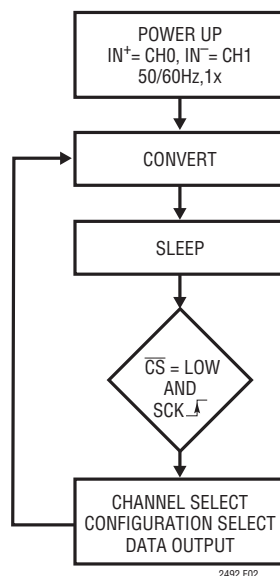 POWER UP
IN⁺= CH0, IN⁻= CH1
50/60Hz,1x
CONVERT
SLEEP
C̅S̅ = LOW
AND
SCK
CHANNEL SELECT
CONFIGURATION SELECT
DATA OUTPUT
2492 F02